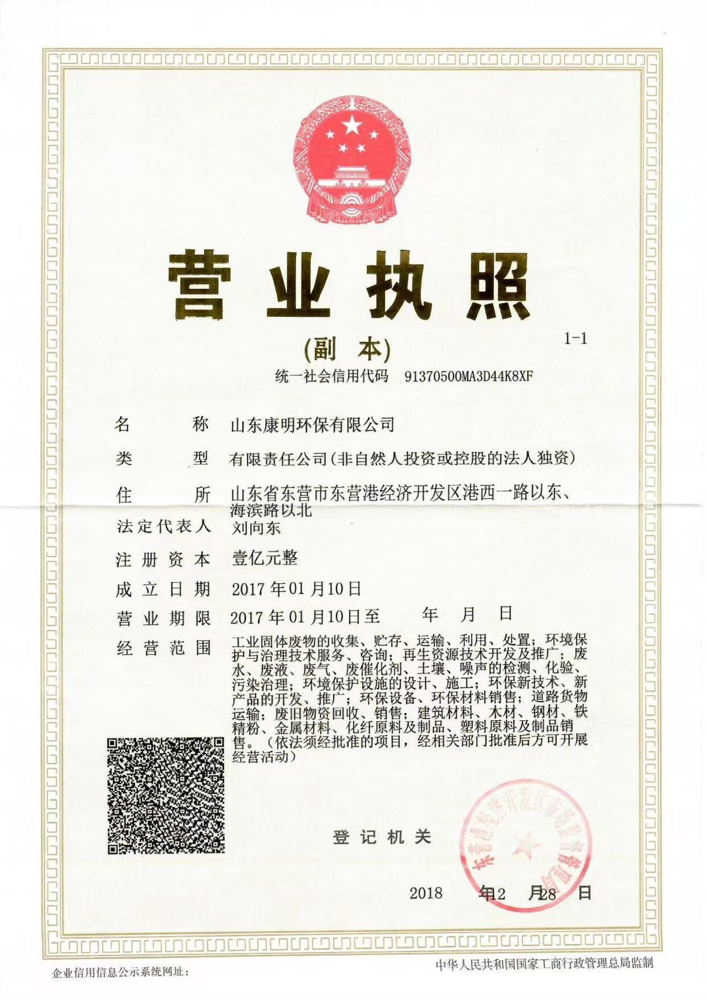 营业执照
(副 本)
1-1
统一社会信用代码 91370500MA3D44K8XF
名 称 山东康明环保有限公司
类 型 有限责任公司(非自然人投资或控股的法人独资)
住 所 山东省东营市东营港经济开发区港西一路以东、
海滨路以北
法定代表人 刘向东
注册资本 壹亿元整
成立日期 2017年01月10日
营业期限 2017年01月10日至 年 月 日
经营范围 工业固体废物的收集、贮存、运输、利用、处置；环境保
护与治理技术服务、咨询；再生资源技术开发及推广；废
水、废液、废气、废催化剂、土壤、噪声的检测、化验、
污染治理；环境保护设施的设计、施工；环保新技术、新
产品的开发、推广；环保设备、环保材料销售；道路货物
运输；废旧物资回收、销售；建筑材料、木材、钢材、铁
精粉、金属材料、化纤原料及制品、塑料原料及制品销
售。（依法须经批准的项目，经相关部门批准后方可开展
经营活动）
登记机关
东营港经济开发区市场监督管理局
2018 年12 月28 日
企业信用信息公示系统网址：
中华人民共和国国家工商行政管理总局监制